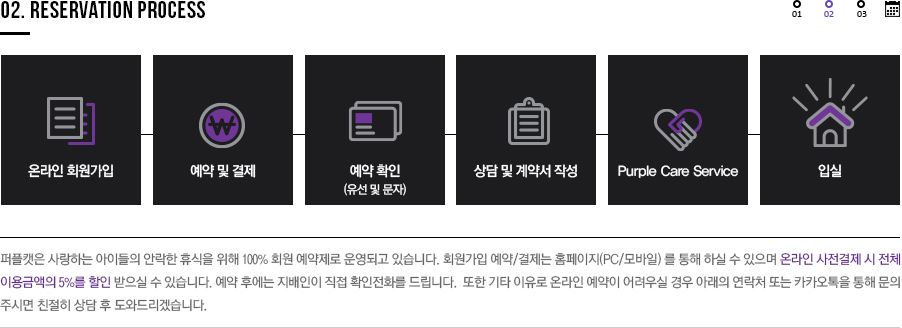 02. RESERVATION PROCESS
01 02 03
온라인 회원가입
예약 및 결제
예약 확인
(유선 및 문자)
상담 및 계약서 작성
Purple Care Service
입실
퍼플캣은 사랑하는 아이들의 안락한 휴식을 위해 100% 회원 예약제로 운영되고 있습니다. 회원가입 예약/결제는 홈페이지(PC/모바일) 를 통해 하실 수 있으며 온라인 사전결제 시 전체
이용금액의 5%를 할인 받으실 수 있습니다. 예약 후에는 지배인이 직접 확인전화를 드립니다. 또한 기타 이유로 온라인 예약이 어려우실 경우 아래의 연락처 또는 카카오톡을 통해 문의
주시면 친절히 상담 후 도와드리겠습니다.